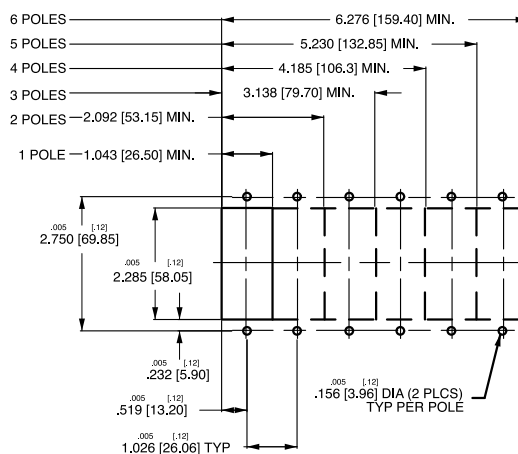 6 POLES 6.276 [159.40] MIN.
5 POLES 5.230 [132.85] MIN.
4 POLES 4.185 [106.3] MIN.
3 POLES 3.138 [79.70] MIN.
2 POLES 2.092 [53.15] MIN.
1 POLE 1.043 [26.50] MIN.
.005 [.12]
2.750 [69.85]
.005 [.12]
2.285 [58.05]
.005 [.12]
.232 [5.90]
.005 [.12]
.519 [13.20]
.005 [.12]
1.026 [26.06] TYP
.005 [.12]
.156 [3.96] DIA (2 PLCS)
TYP PER POLE